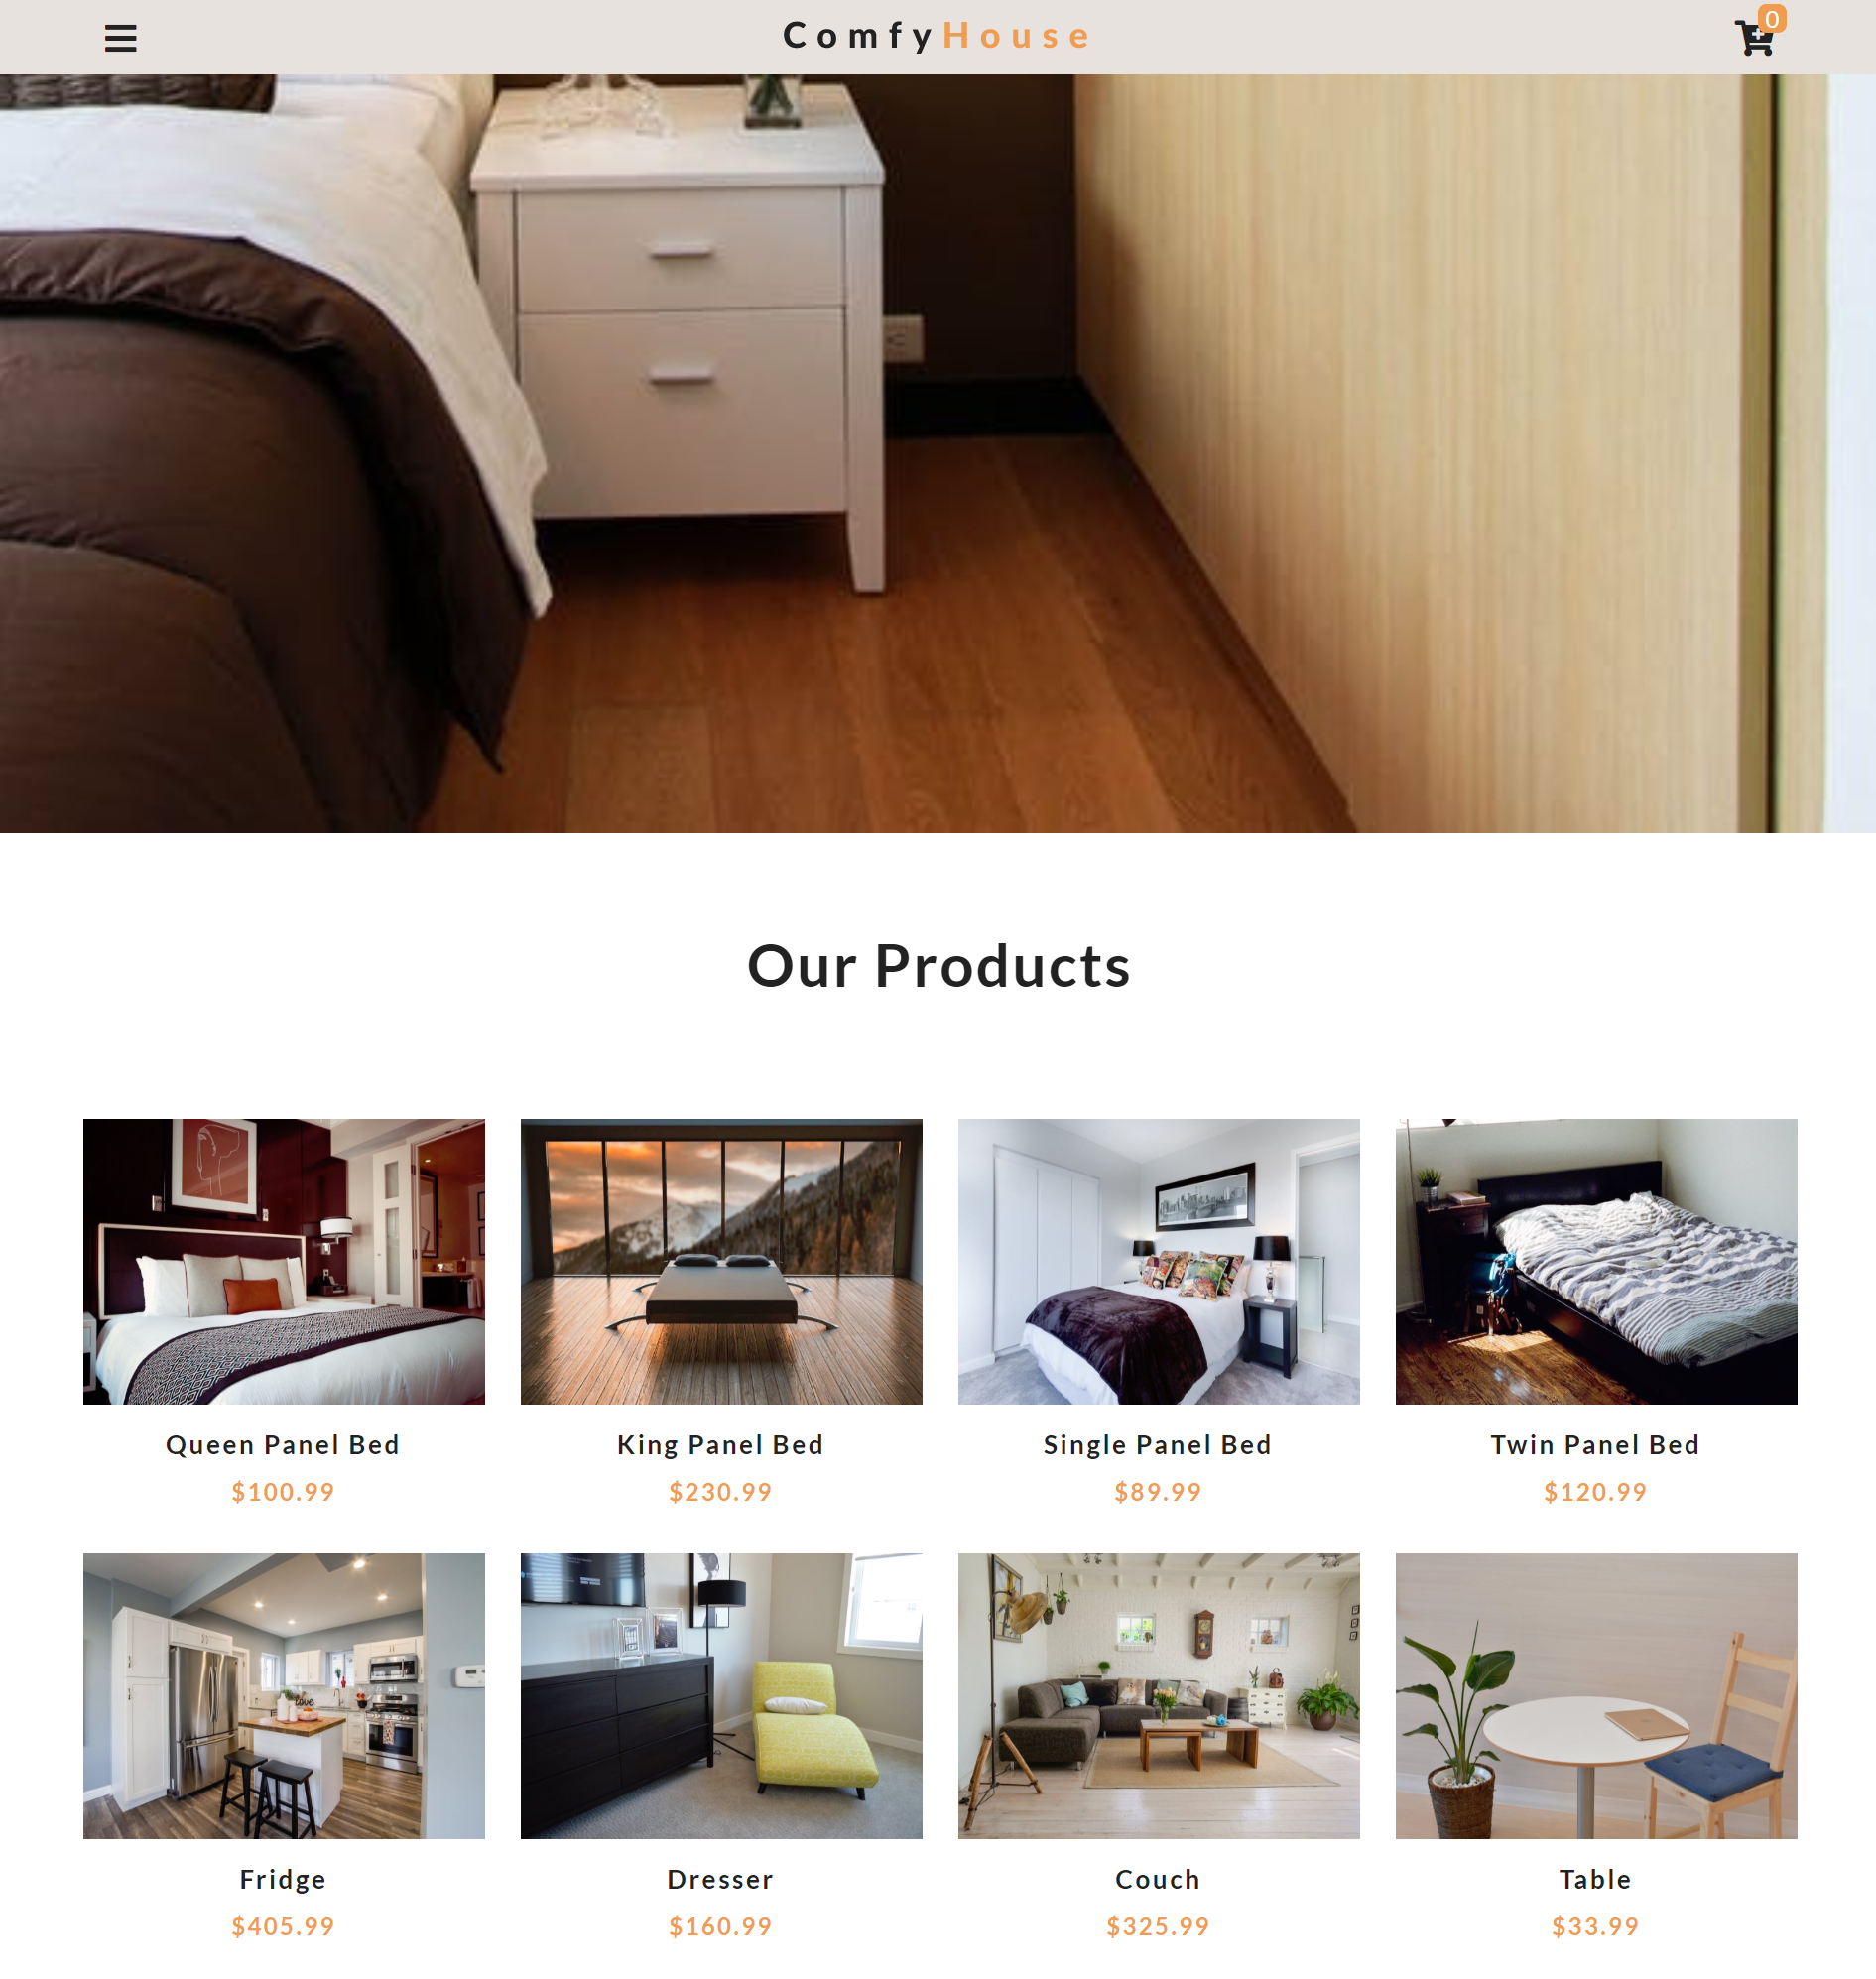 ComfyHouse
0
Our Products
Queen Panel Bed
$100.99
King Panel Bed
$230.99
Single Panel Bed
$89.99
Twin Panel Bed
$120.99
love
Fridge
$405.99
Dresser
$160.99
Couch
$325.99
Table
$33.99